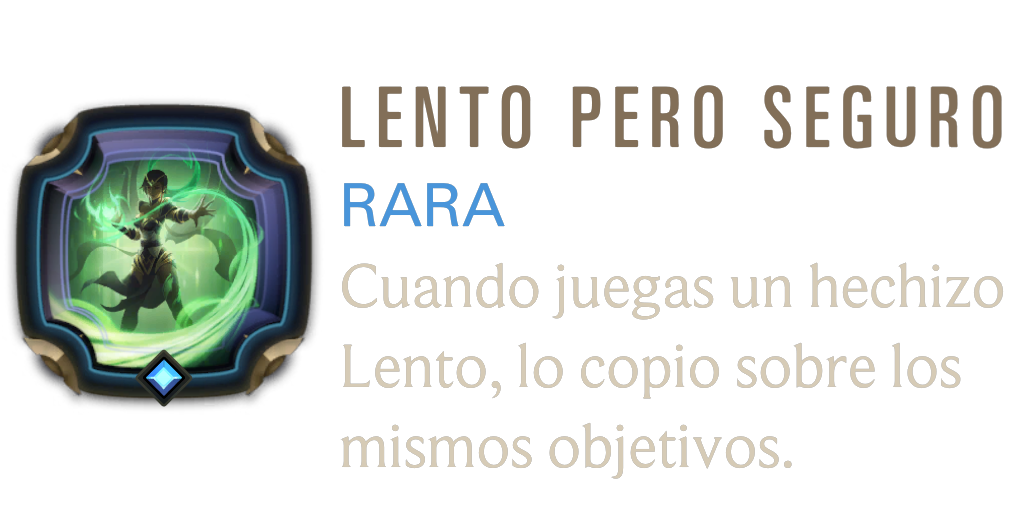 LENTO PERO SEGURO
RARA
Cuando juegas un hechizo
Lento, lo copio sobre los
mismos objetivos.